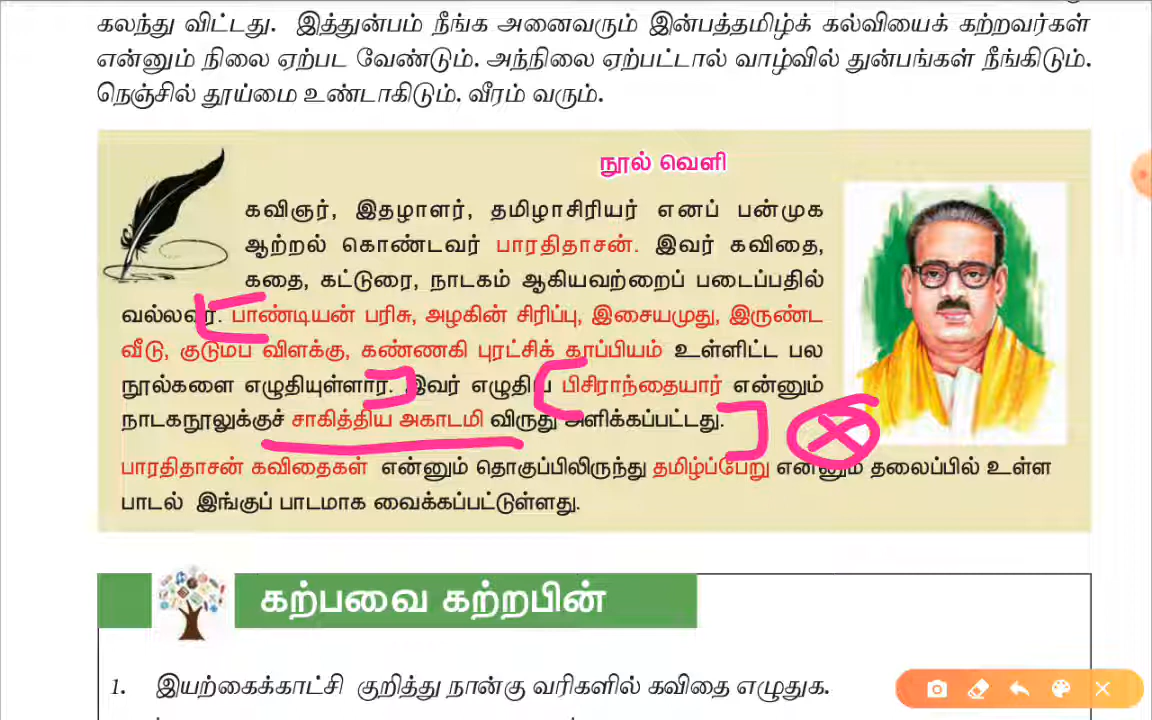 கலந்து விட்டது. இத்துன்பம் நீங்க அனைவரும் இன்பத்தமிழ்க் கல்வியைக் கற்றவர்கள்
என்னும் நிலை ஏற்பட வேண்டும். அந்நிலை ஏற்பட்டால் வாழ்வில் துன்பங்கள் நீங்கிடும்.
நெஞ்சில் தூய்மை உண்டாகிடும். வீரம் வரும்.
நூல் வெளி
கவிஞர், இதழாளர், தமிழாசிரியர் எனப் பன்முக
ஆற்றல் கொண்டவர் பாரதிதாசன். இவர் கவிதை,
கதை, கட்டுரை, நாடகம் ஆகியவற்றைப் படைப்பதில்
வல்லவர். பாண்டியன் பரிசு, அழகின் சிரிப்பு, இசையமுது, இருண்ட
வீடு, குடும்ப விளக்கு, கண்ணகி புரட்சிக் காப்பியம் உள்ளிட்ட பல
நூல்களை எழுதியுள்ளார். இவர் எழுதிய பிசிராந்தையார் என்னும்
நாடகநூலுக்குச் சாகித்திய அகாடமி விருது அளிக்கப்பட்டது.
பாரதிதாசன் கவிதைகள் என்னும் தொகுப்பிலிருந்து தமிழ்ப்பேறு என்னும் தலைப்பில் உள்ள
பாடல் இங்குப் பாடமாக வைக்கப்பட்டுள்ளது.
கற்பவை கற்றபின்
1. இயற்கைக்காட்சி குறித்து நான்கு வரிகளில் கவிதை எழுதுக.